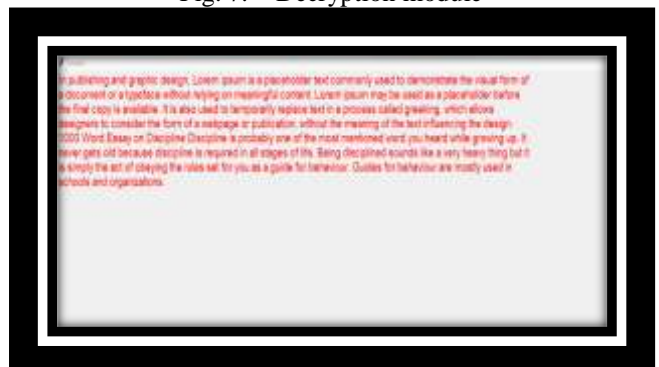 Fig. 7. Decryption module
In publishing and graphic design, Lorem ipsum is a placeholder text commonly used to demonstrate the visual form of
a document or a typeface without relying on meaningful content. Lorem ipsum may be used as a placeholder before
the final copy is available. It is also used to temporarily replace text in a process called greeking, which allows
designers to consider the form of a webpage or publication, without the meaning of the text influencing the design.
1000 Word Essay on Discipline Discipline is probably one of the most mentioned word you heard while growing up. It
never gets old because discipline is required in all stages of life. Being disciplined sounds like a very heavy thing but it
is simply the act of obeying the rules set for you as a guide for behaviour. Guides for behaviour are mostly used in
schools and organizations.